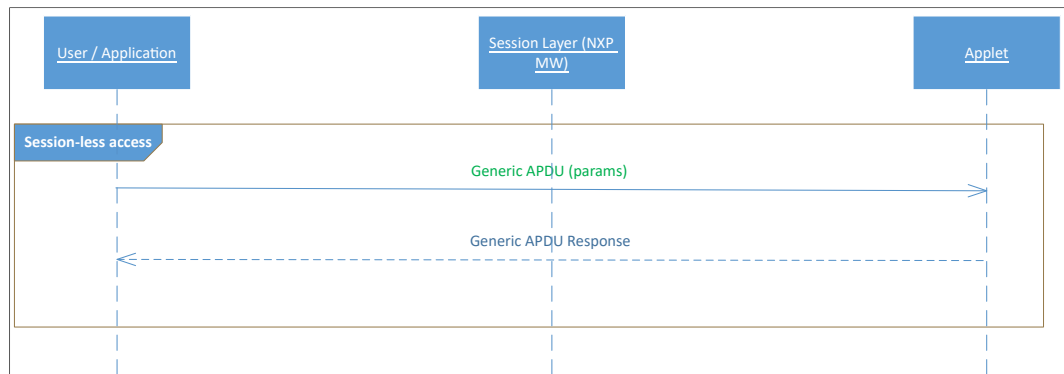 User / Application
Session Layer (NXP
MW)
Applet
Session-less access
Generic APDU (params)
Generic APDU Response